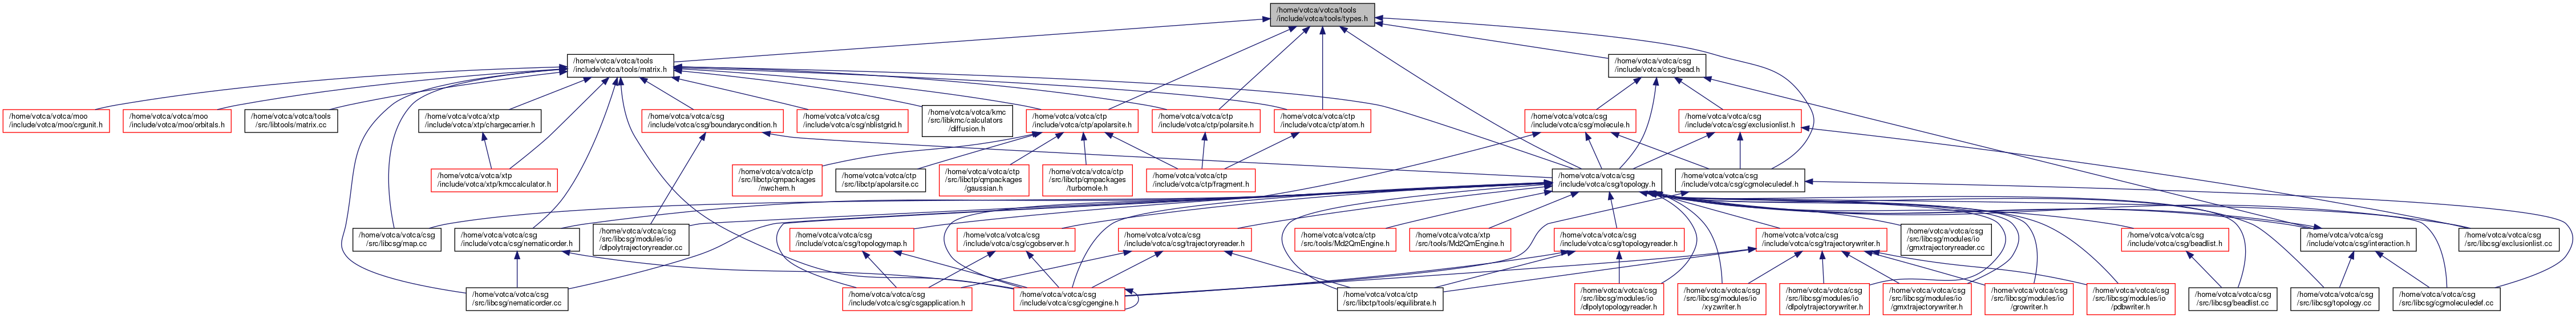 /home/votca/votca/tools
/include/votca/tools/types.h
/home/votca/votca/tools
/include/votca/tools/matrix.h
/home/votca/votca/csg
/include/votca/csg/bead.h
/home/votca/votca/moo
/include/votca/moo/crgunit.h
/home/votca/votca/moo
/include/votca/moo/orbitals.h
/home/votca/votca/tools
/src/libtools/matrix.cc
/home/votca/votca/xtp
/include/votca/xtp/chargecarrier.h
/home/votca/votca/csg
/include/votca/csg/boundarycondition.h
/home/votca/votca/csg
/include/votca/csg/nblistgrid.h
/home/votca/votca/kmc
/src/libkmc/calculators
/diffusion.h
/home/votca/votca/ctp
/include/votca/ctp/apolarsite.h
/home/votca/votca/ctp
/include/votca/ctp/polarsite.h
/home/votca/votca/ctp
/include/votca/ctp/atom.h
/home/votca/votca/csg
/include/votca/csg/molecule.h
/home/votca/votca/csg
/include/votca/csg/exclusionlist.h
/home/votca/votca/xtp
/include/votca/xtp/kmccalculator.h
/home/votca/votca/ctp
/src/libctp/qmpackages
/nwchem.h
/home/votca/votca/ctp
/src/libctp/apolarsite.cc
/home/votca/votca/ctp
/src/libctp/qmpackages
/gaussian.h
/home/votca/votca/ctp
/src/libctp/qmpackages
/turbomole.h
/home/votca/votca/ctp
/include/votca/ctp/fragment.h
/home/votca/votca/csg
/include/votca/csg/topology.h
/home/votca/votca/csg
/include/votca/csg/cgmoleculedef.h
/home/votca/votca/csg
/src/libcsg/map.cc
/home/votca/votca/csg
/include/votca/csg/nematicorder.h
/home/votca/votca/csg
/src/libcsg/modules/io
/dlpolytrajectoryreader.cc
/home/votca/votca/csg
/include/votca/csg/topologymap.h
/home/votca/votca/csg
/include/votca/csg/cgobserver.h
/home/votca/votca/csg
/include/votca/csg/trajectoryreader.h
/home/votca/votca/ctp
/src/tools/Md2QmEngine.h
/home/votca/votca/xtp
/src/tools/Md2QmEngine.h
/home/votca/votca/csg
/include/votca/csg/topologyreader.h
/home/votca/votca/csg
/include/votca/csg/trajectorywriter.h
/home/votca/votca/csg
/src/libcsg/modules/io
/gmxtrajectoryreader.cc
/home/votca/votca/csg
/include/votca/csg/beadlist.h
/home/votca/votca/csg
/include/votca/csg/interaction.h
/home/votca/votca/csg
/src/libcsg/exclusionlist.cc
/home/votca/votca/csg
/src/libcsg/nematicorder.cc
/home/votca/votca/csg
/include/votca/csg/csgapplication.h
/home/votca/votca/csg
/include/votca/csg/cgengine.h
/home/votca/votca/ctp
/src/libctp/tools/equilibrate.h
/home/votca/votca/csg
/src/libcsg/modules/io
/dlpolytopologyreader.h
/home/votca/votca/csg
/src/libcsg/modules/io
/xyzwriter.h
/home/votca/votca/csg
/src/libcsg/modules/io
/dlpolytrajectorywriter.h
/home/votca/votca/csg
/src/libcsg/modules/io
/gmxtrajectorywriter.h
/home/votca/votca/csg
/src/libcsg/modules/io
/growriter.h
/home/votca/votca/csg
/src/libcsg/modules/io
/pdbwriter.h
/home/votca/votca/csg
/src/libcsg/beadlist.cc
/home/votca/votca/csg
/src/libcsg/topology.cc
/home/votca/votca/csg
/src/libcsg/cgmoleculedef.cc